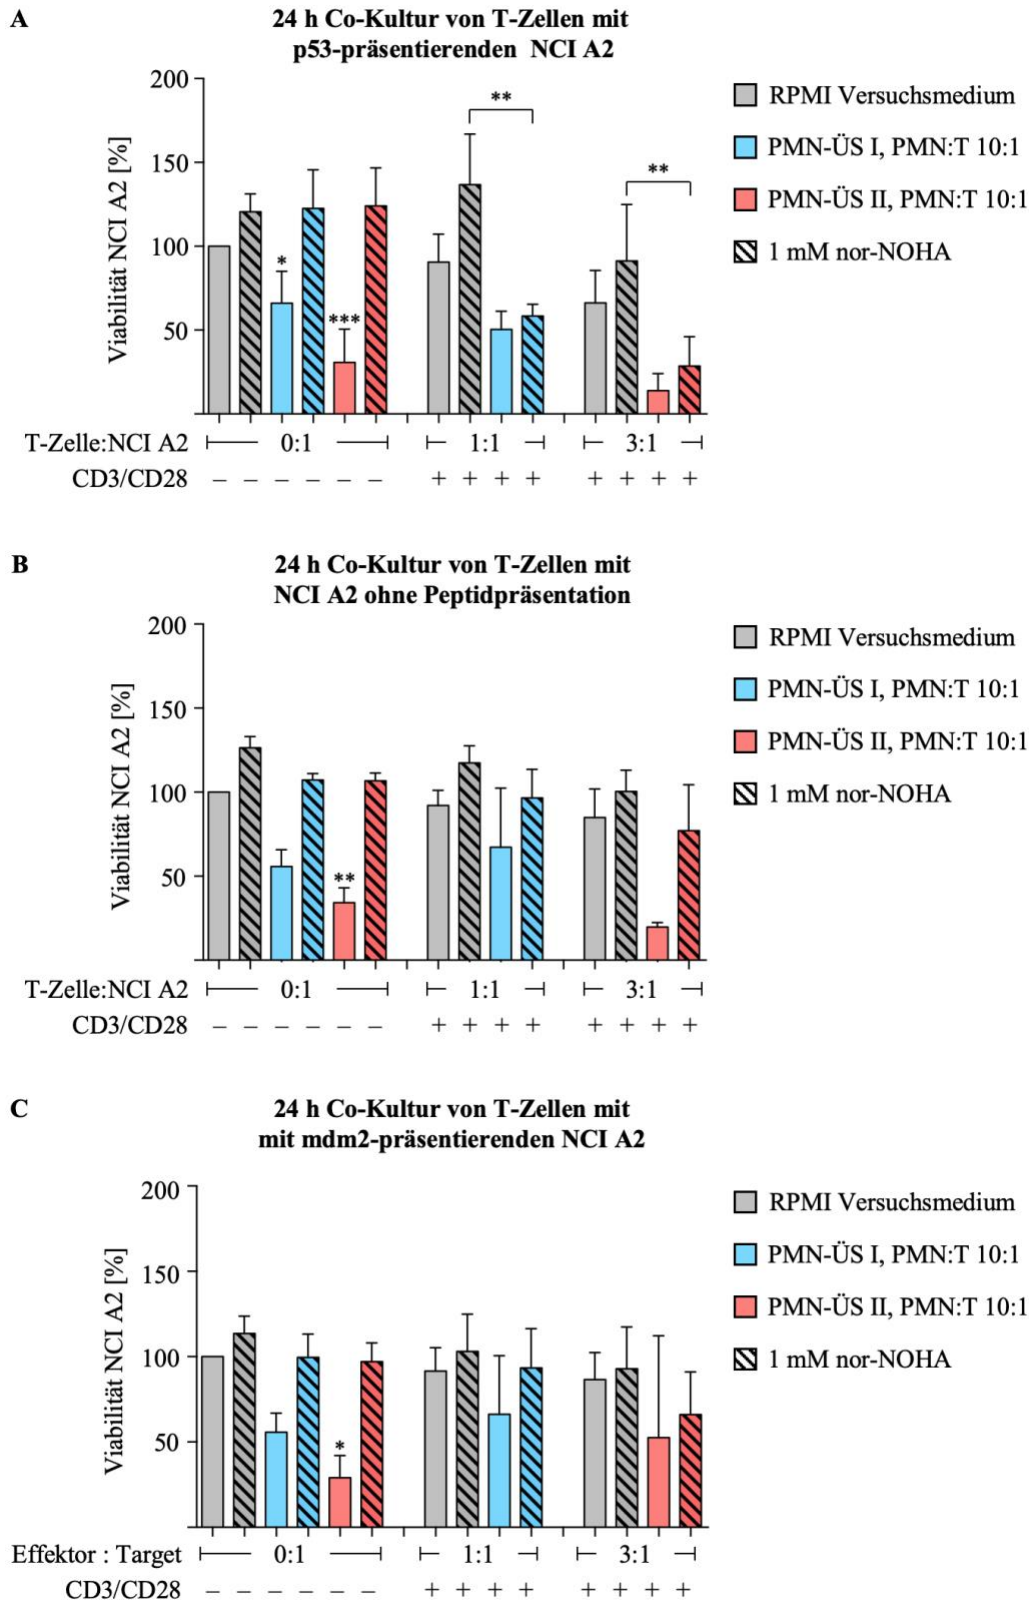 A
24 h Co-Kultur von T-Zellen mit
p53-präsentierenden NCI A2
Viabilität NCI A2 [%]
200
150
100
50
*
***
**
**
RPMI Versuchsmedium
PMN-ÜS I, PMN:T 10:1
PMN-ÜS II, PMN:T 10:1
1 mM nor-NOHA
T-Zelle:NCI A2 0:1 1:1 3:1
CD3/CD28 – – – – – – + + + + + + + +
B
24 h Co-Kultur von T-Zellen mit
NCI A2 ohne Peptidpräsentation
Viabilität NCI A2 [%]
200
150
100
50
**
RPMI Versuchsmedium
PMN-ÜS I, PMN:T 10:1
PMN-ÜS II, PMN:T 10:1
1 mM nor-NOHA
T-Zelle:NCI A2 0:1 1:1 3:1
CD3/CD28 – – – – – – + + + + + + + +
C
24 h Co-Kultur von T-Zellen mit
mit mdm2-präsentierenden NCI A2
Viabilität NCI A2 [%]
200
150
100
50
*
RPMI Versuchsmedium
PMN-ÜS I, PMN:T 10:1
PMN-ÜS II, PMN:T 10:1
1 mM nor-NOHA
Effektor : Target 0:1 1:1 3:1
CD3/CD28 – – – – – – + + + + + + + +